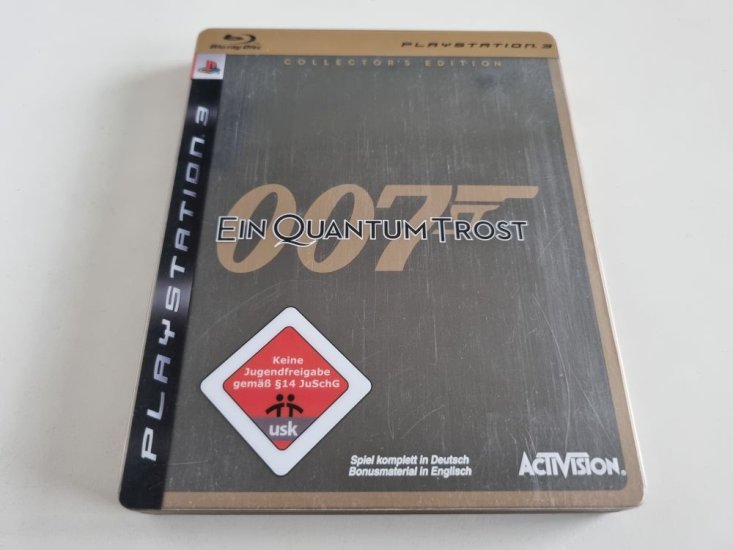 Blu-ray Disc
PLAYSTATION 3
COLLECTOR'S EDITION
PLAYSTATION 3
007
EIN QUANTUM TROST
Keine
Jugendfreigabe
gemäß §14 JuSchG
usk
Spiel komplett in Deutsch
Bonusmaterial in Englisch
ACTIVISION.